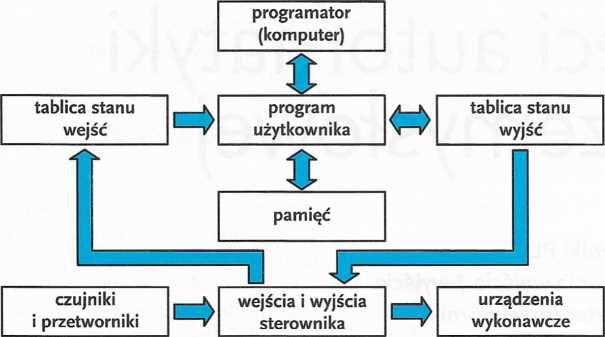 programator
(komputer)
tablica stanu
wejść
program
użytkownika
tablica stanu
wyjść
pamięć
czujniki
i przetworniki
wejścia i wyjścia
sterownika
urządzenia
wykonawcze